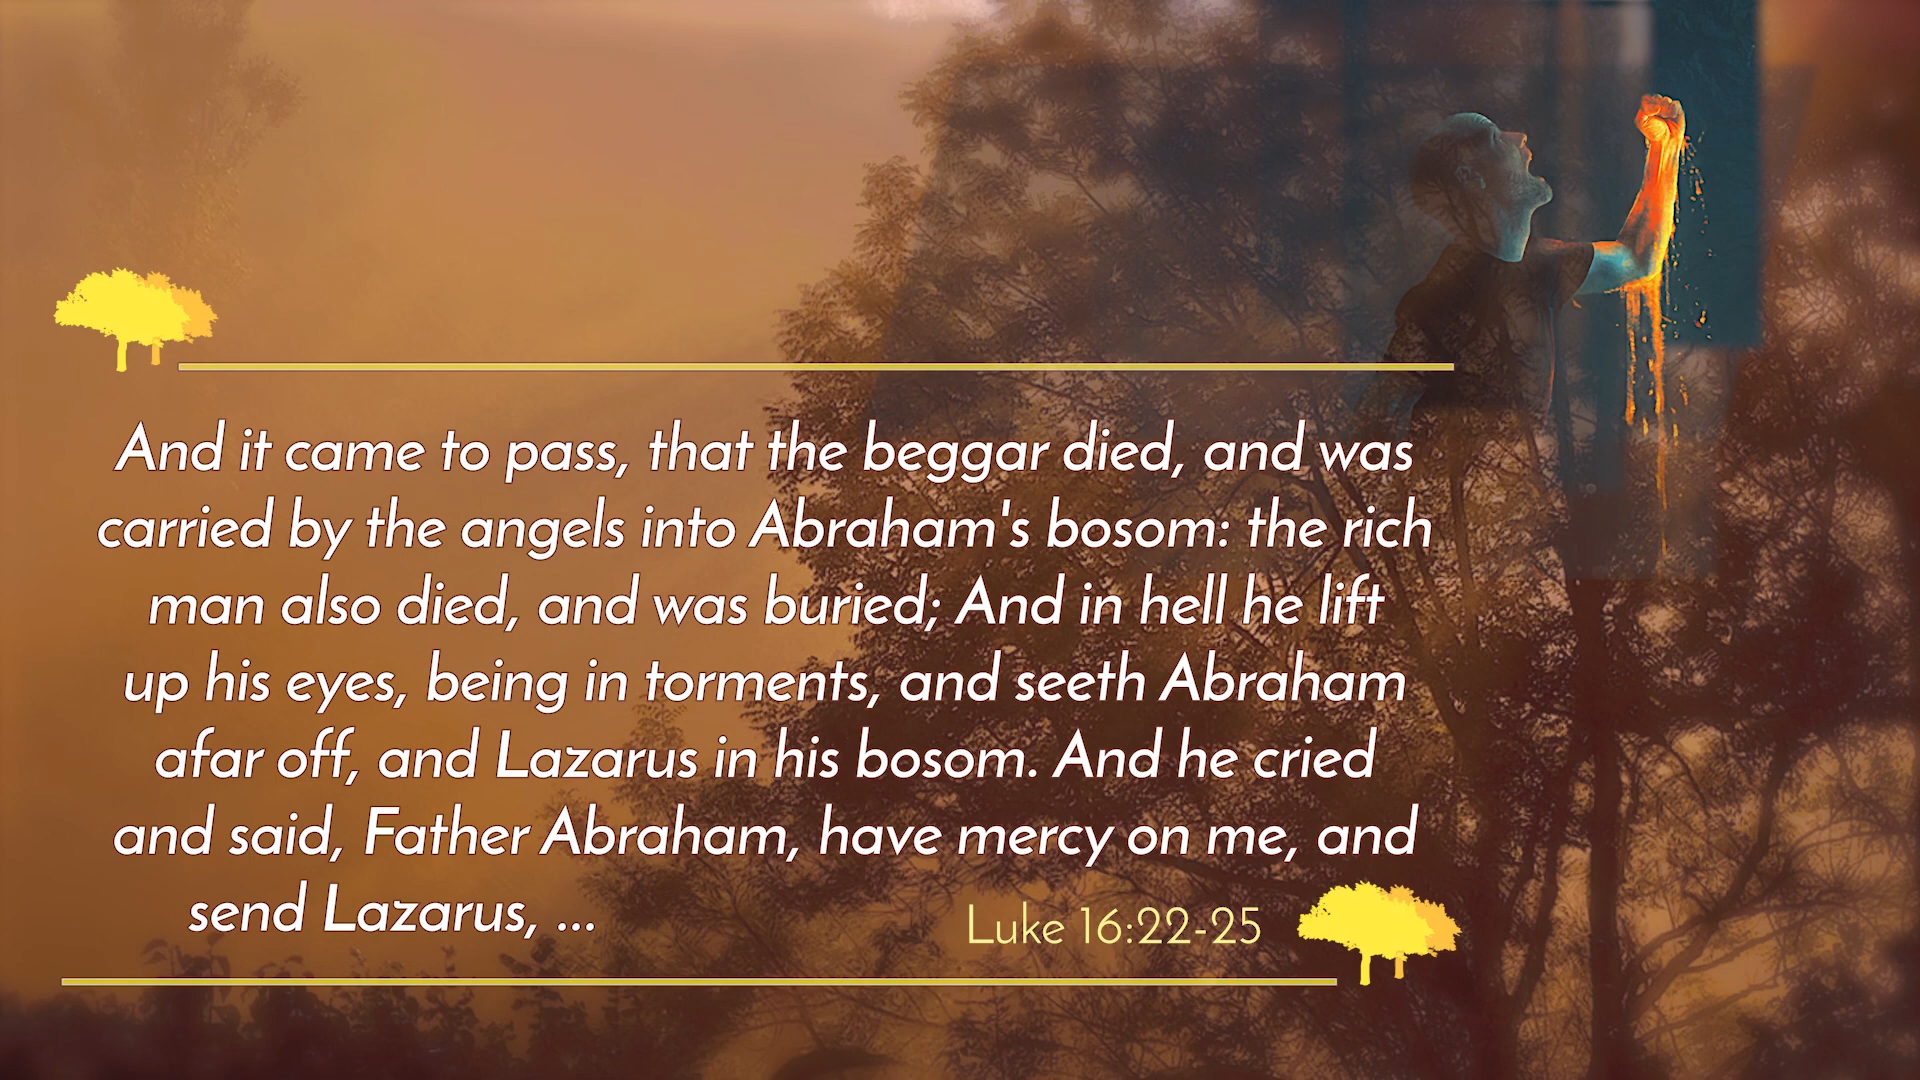 And it came to pass, that the beggar died, and was
carried by the angels into Abraham's bosom: the rich
man also died, and was buried; And in hell he lift
up his eyes, being in torments, and seeth Abraham
afar off, and Lazarus in his bosom. And he cried
and said, Father Abraham, have mercy on me, and
send Lazarus, ...
Luke 16:22-25